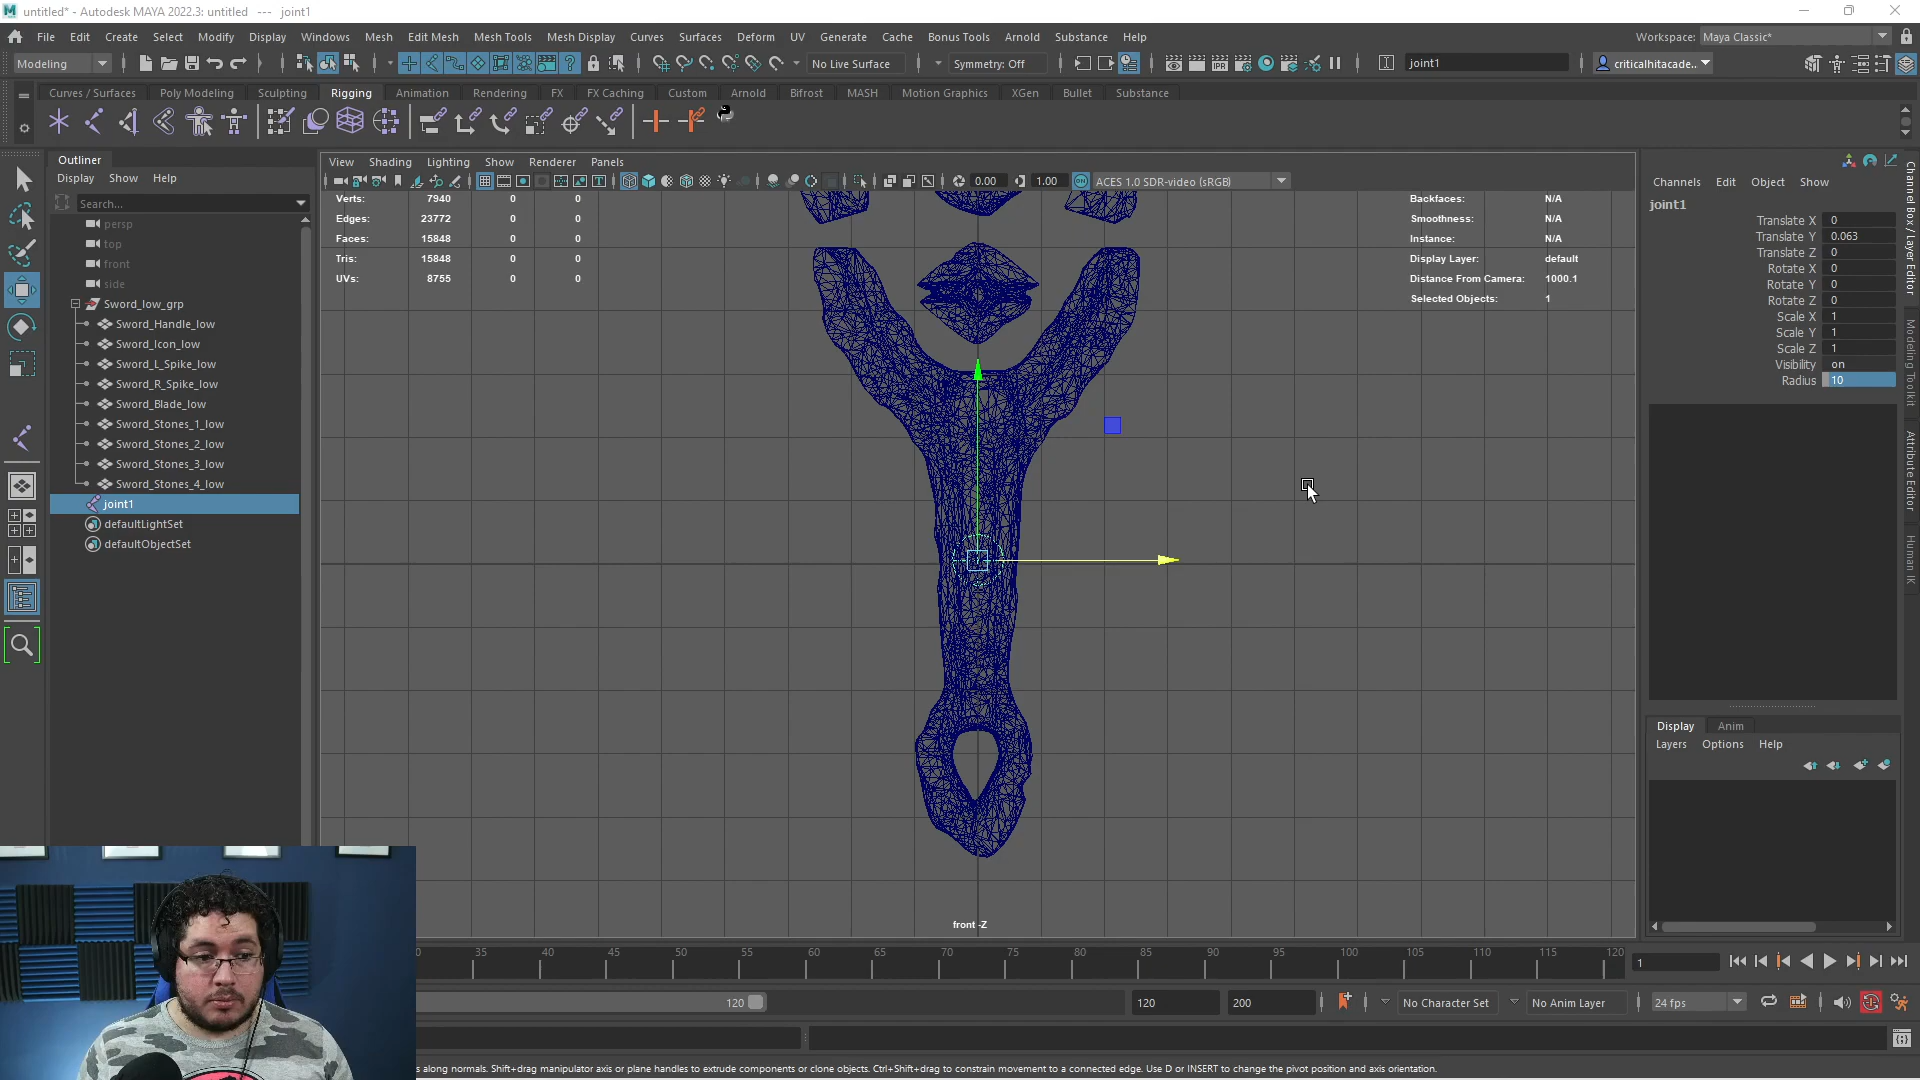 untitled* - Autodesk MAYA 2022.3: untitled --- joint1
File Edit Create Select Modify Display Windows Mesh Edit Mesh Mesh Tools Mesh Display Curves Surfaces Deform UV Generate Cache Bonus Tools Arnold Substance Help
Workspace: Maya Classic*
Modeling
No Live Surface
Symmetry: Off
joint1
criticalhitacade..
Curves / Surfaces Poly Modeling Sculpting Rigging Animation Rendering FX FX Caching Custom Arnold Bifrost MASH Motion Graphics XGen Bullet Substance
Outliner
Display Show Help
Search...
persp
top
front
side
Sword_low_grp
Sword_Handle_low
Sword_Icon_low
Sword_L_Spike_low
Sword_R_Spike_low
Sword_Blade_low
Sword_Stones_1_low
Sword_Stones_2_low
Sword_Stones_3_low
Sword_Stones_4_low
joint1
defaultLightSet
defaultObjectSet
View Shading Lighting Show Renderer Panels
0.00 1.00 ON ACES 1.0 SDR-video (sRGB)
Verts: 7940 0 0
Edges: 23772 0 0
Faces: 15848 0 0
Tris: 15848 0 0
UVs: 8755 0 0
Backfaces: N/A
Smoothness: N/A
Instance: N/A
Display Layer: default
Distance From Camera: 1000.1
Selected Objects: 1
front -Z
Channels Edit Object Show
joint1
Translate X 0
Translate Y 0.063
Translate Z 0
Rotate X 0
Rotate Y 0
Rotate Z 0
Scale X 1
Scale Y 1
Scale Z 1
Visibility on
Radius 10
Channel Box / Layer Editor
Modeling Toolkit
Attribute Editor
Human IK
Display Anim
Layers Options Help
35 40 45 50 55 60 65 70 75 80 85 90 95 100 105 110 115 120
1
120
120
200
No Character Set
No Anim Layer
24 fps
s along normals. Shift+drag manipulator axis or plane handles to extrude components or clone objects. Ctrl+Shift+drag to constrain movement to a connected edge. Use D or INSERT to change the pivot position and axis orientation.